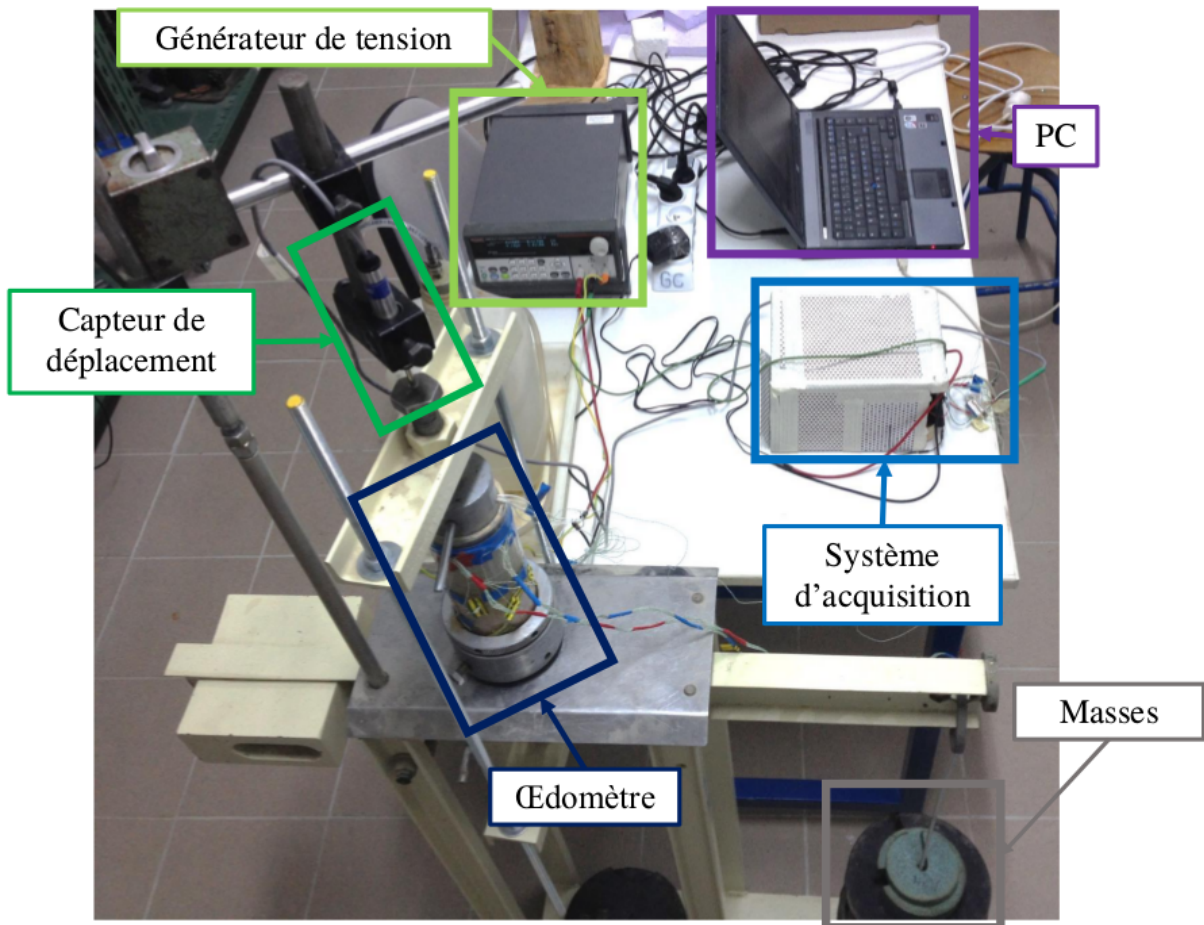 Générateur de tension
PC
Capteur de
déplacement
GC
Système
d'acquisition
Masses
Œdomètre